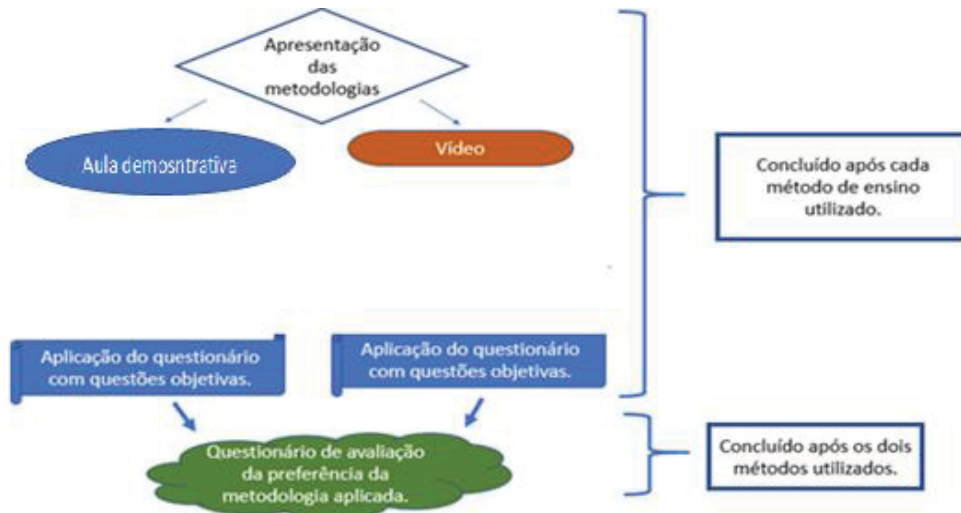 Apresentação
das
metodologias
Aula demosntrativa
Vídeo
Concluído após cada
método de ensino
utilizado.
Aplicação do questionário
com questões objetivas.
Aplicação do questionário
com questões objetivas.
Questionário de avaliação
da preferência da
metodologia aplicada.
Concluído após os dois
métodos utilizados.